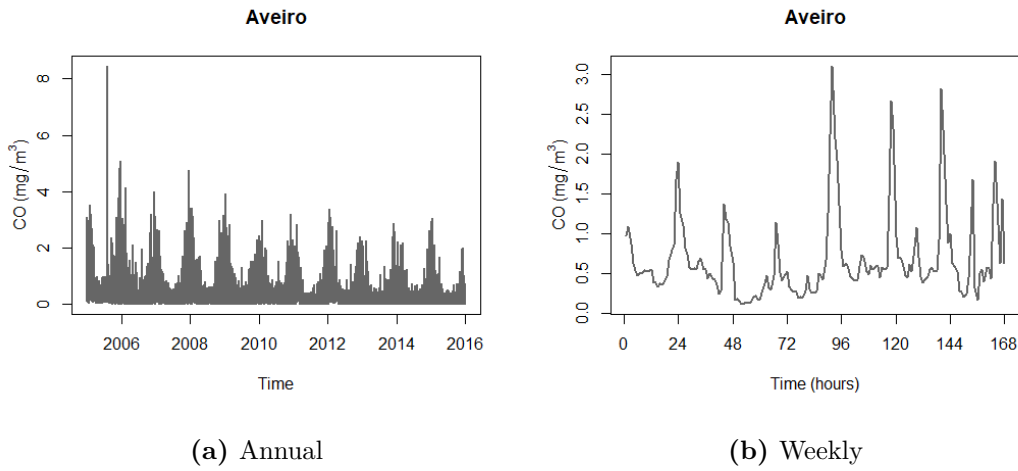 Aveiro
CO (mg/m³)
8
6
4
2
0
2006 2008 2010 2012 2014 2016
Time
(a) Annual
Aveiro
CO (mg/m³)
3.0
2.5
2.0
1.5
1.0
0.5
0.0
0 24 48 72 96 120 144 168
Time (hours)
(b) Weekly